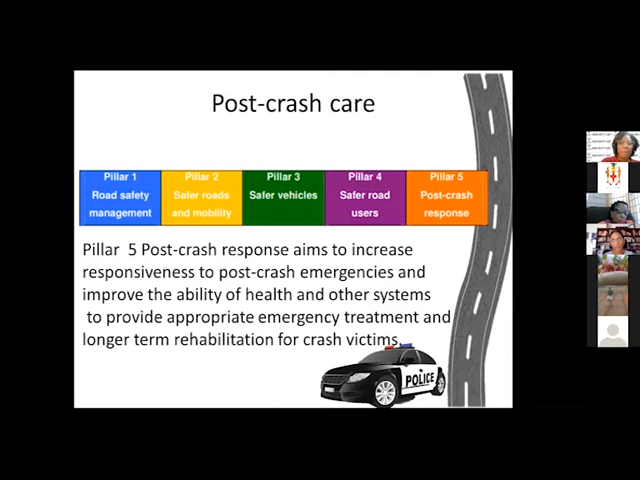 Post-crash care
Pillar 1
Road safety
management
Pillar 2
Safer roads
and mobility
Pillar 3
Safer vehicles
Pillar 4
Safer road
users
Pillar 5
Post-crash
response
Pillar  5 Post-crash response aims to increase
responsiveness to post-crash emergencies and
improve the ability of health and other systems
to provide appropriate emergency treatment and
longer term rehabilitation for crash victims.
POLICE